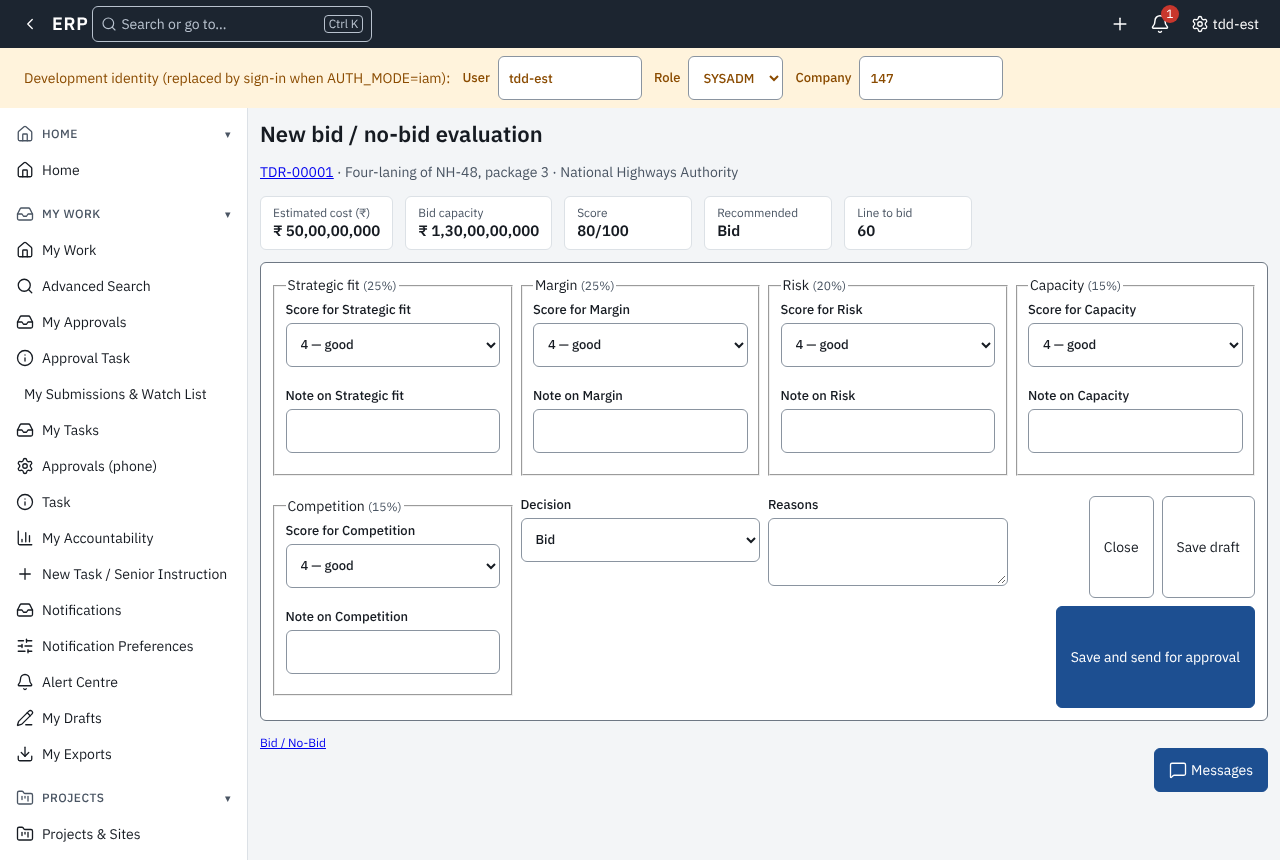 ERP
Search or go to...
Ctrl K
1
tdd-est
Development identity (replaced by sign-in when AUTH_MODE=iam):
User
tdd-est
Role
SYSADM
Company
147
HOME
Home
MY WORK
My Work
Advanced Search
My Approvals
Approval Task
My Submissions & Watch List
My Tasks
Approvals (phone)
Task
My Accountability
New Task / Senior Instruction
Notifications
Notification Preferences
Alert Centre
My Drafts
My Exports
PROJECTS
Projects & Sites
New bid / no-bid evaluation
TDR-00001 · Four-laning of NH-48, package 3 · National Highways Authority
Estimated cost (₹)
₹ 50,00,00,000
Bid capacity
₹ 1,30,00,00,000
Score
80/100
Recommended
Bid
Line to bid
60
Strategic fit (25%)
Score for Strategic fit
4 — good
Note on Strategic fit
Margin (25%)
Score for Margin
4 — good
Note on Margin
Risk (20%)
Score for Risk
4 — good
Note on Risk
Capacity (15%)
Score for Capacity
4 — good
Note on Capacity
Competition (15%)
Score for Competition
4 — good
Note on Competition
Decision
Bid
Reasons
Close
Save draft
Save and send for approval
Bid / No-Bid
Messages